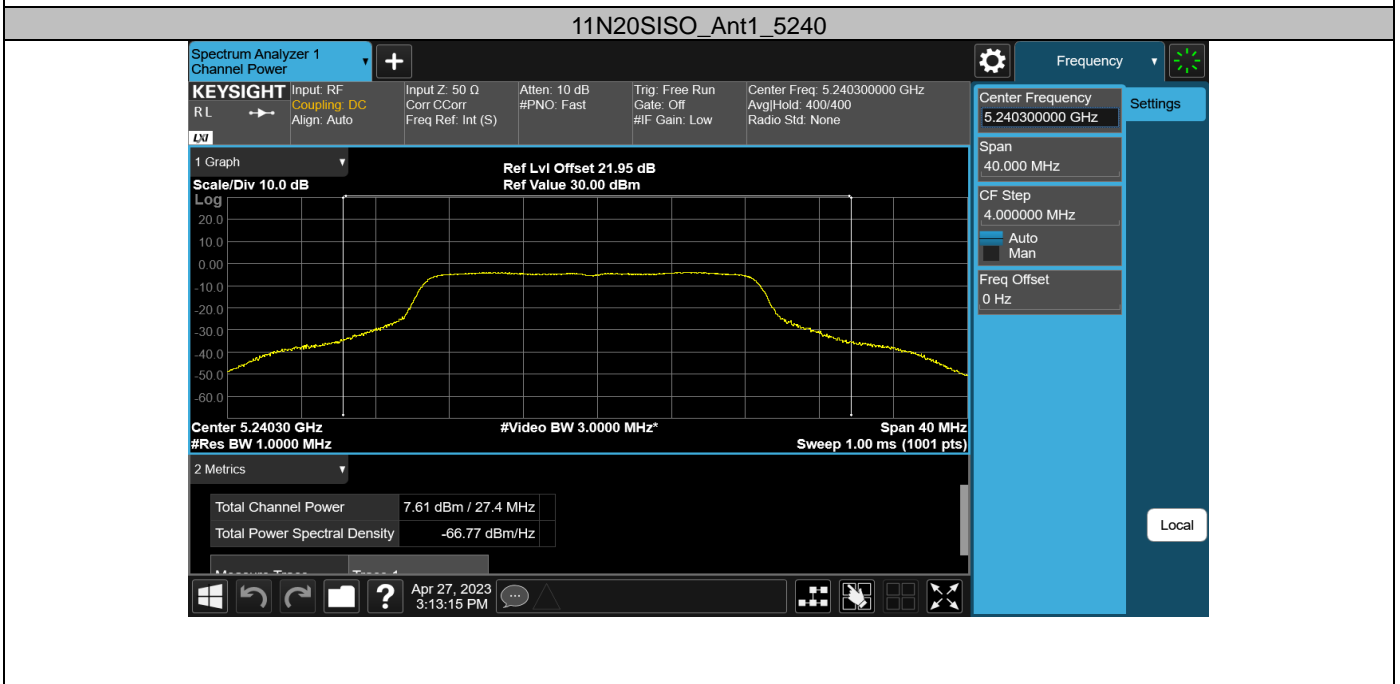 11N20SISO_Ant1_5240
Spectrum Analyzer 1
Channel Power
+
Frequency
KEYSIGHT
R L
LXI
Input: RF
Coupling: DC
Align: Auto
Input Z: 50 Ω
Corr CCorr
Freq Ref: Int (S)
Atten: 10 dB
#PNO: Fast
Trig: Free Run
Gate: Off
#IF Gain: Low
Center Freq: 5.240300000 GHz
Avg|Hold: 400/400
Radio Std: None
Center Frequency
5.240300000 GHz
Settings
Span
40.000 MHz
CF Step
4.000000 MHz
Auto
Man
Freq Offset
0 Hz
Local
1 Graph
Ref Lvl Offset 21.95 dB
Scale/Div 10.0 dB
Ref Value 30.00 dBm
Log
20.0
10.0
0.00
-10.0
-20.0
-30.0
-40.0
-50.0
-60.0
Center 5.24030 GHz
#Video BW 3.0000 MHz*
Span 40 MHz
#Res BW 1.0000 MHz
Sweep 1.00 ms (1001 pts)
2 Metrics
Total Channel Power 7.61 dBm / 27.4 MHz
Total Power Spectral Density -66.77 dBm/Hz
Measure Trace Trace 1
?
Apr 27, 2023
3:13:15 PM